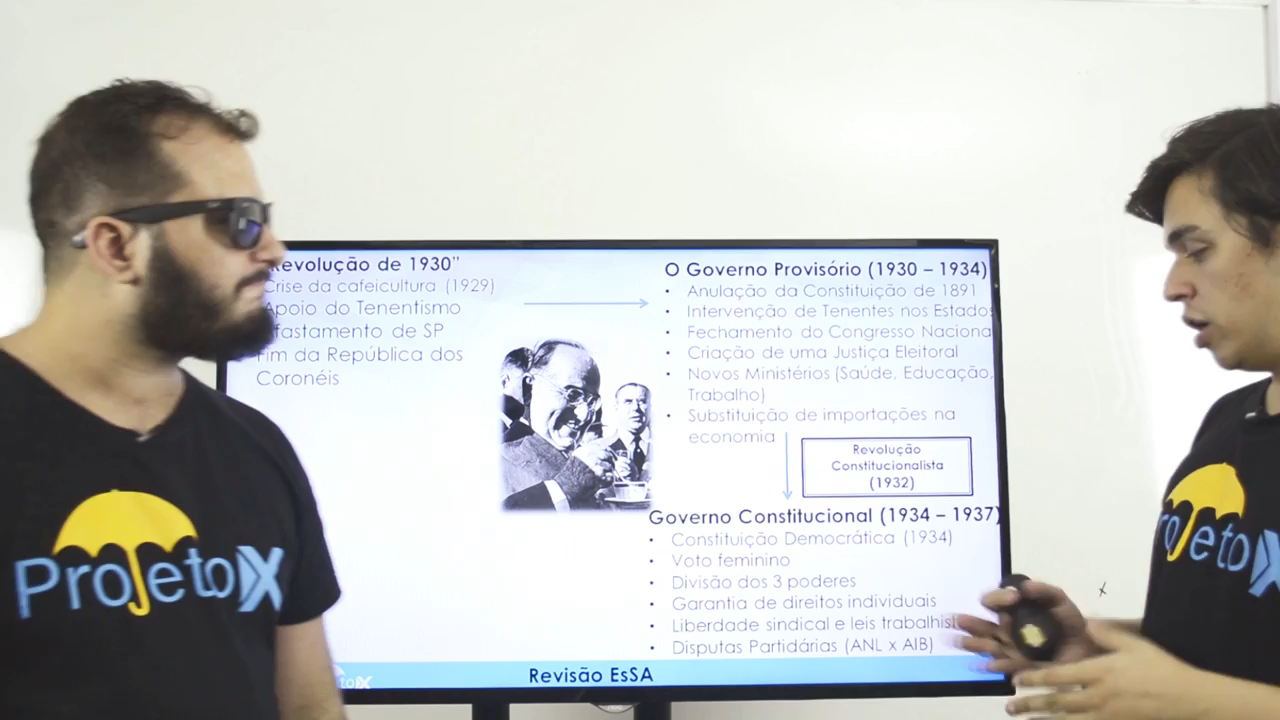 Revolução de 1930"
Crise da cafeicultura (1929)
Apoio do Tenentismo
fastamento de SP
Fim da República dos
Coronéis
O Governo Provisório (1930 – 1934)
• Anulação da Constituição de 1891
• Intervenção de Tenentes nos Estados
• Fechamento do Congresso Naciona
• Criação de uma Justiça Eleitoral
• Novos Ministérios (Saúde, Educação,
Trabalho)
• Substituição de importações na
economia
Revolução
Constitucionalista
(1932)
Governo Constitucional (1934 – 1937)
• Constituição Democrática (1934)
• Voto feminino
• Divisão dos 3 poderes
• Garantia de direitos individuais
• Liberdade sindical e leis trabalhist
• Disputas Partidárias (ANL x AIB)
toX
Revisão EsSA
ProJetoX
roJetoX